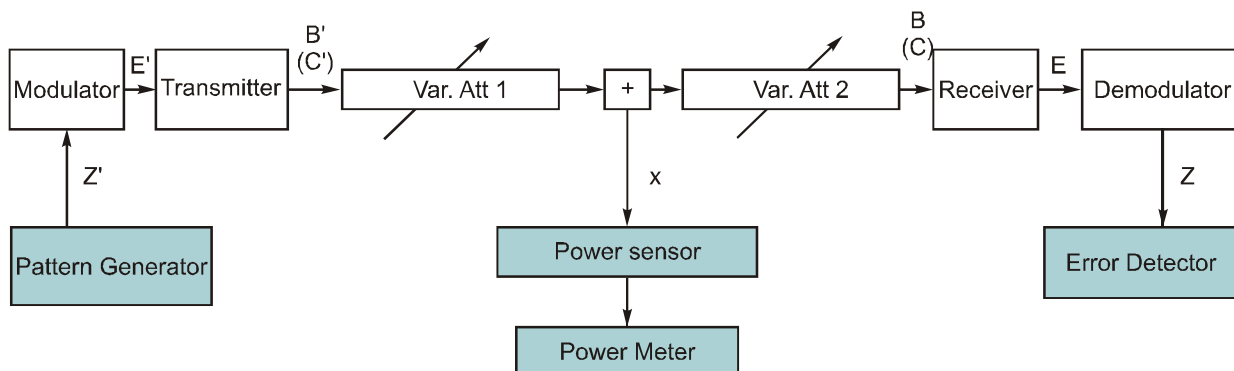 B'
(C')
B
(C)
E'
E
Modulator
Transmitter
Var. Att 1
+
Var. Att 2
Receiver
Demodulator
Z'
x
Z
Pattern Generator
Power sensor
Error Detector
Power Meter